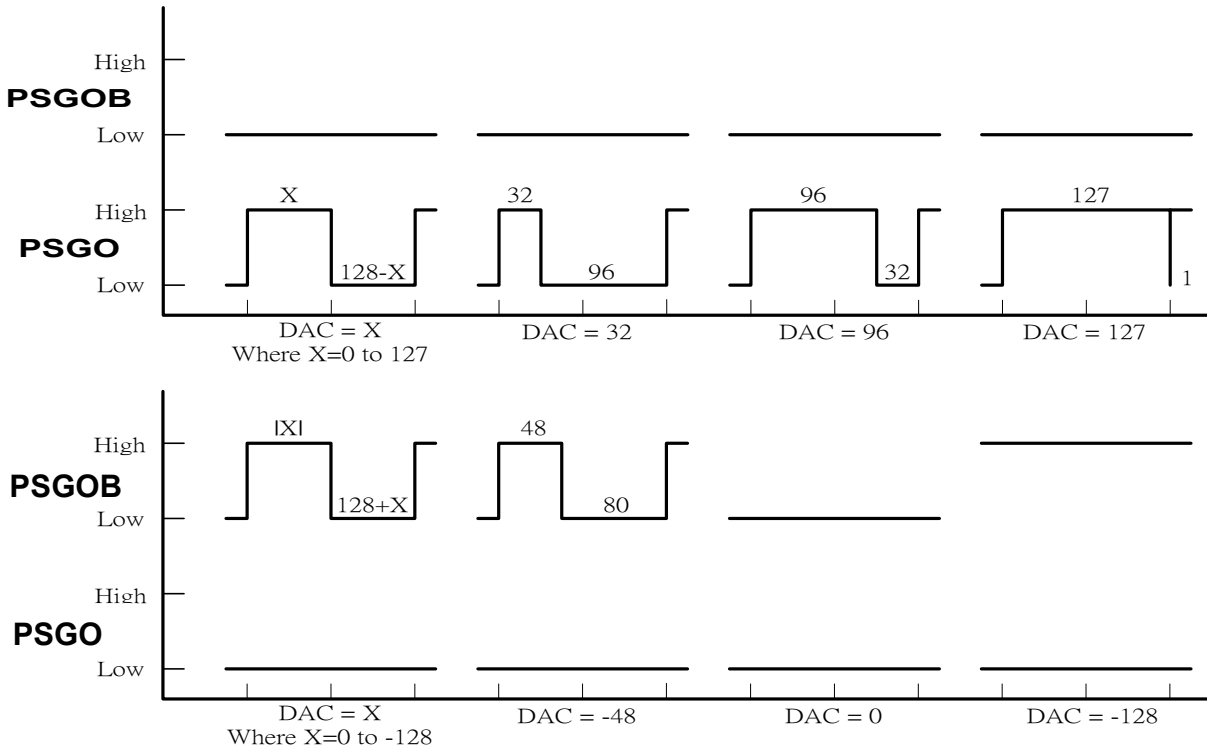 High
PSGOB
Low
High
X
32
96
127
PSGO
Low
128-X
96
32
1
DAC = X
Where X=0 to 127
DAC = 32
DAC = 96
DAC = 127
High
|X|
48
PSGOB
Low
128+X
80
High
PSGO
Low
DAC = X
Where X=0 to -128
DAC = -48
DAC = 0
DAC = -128